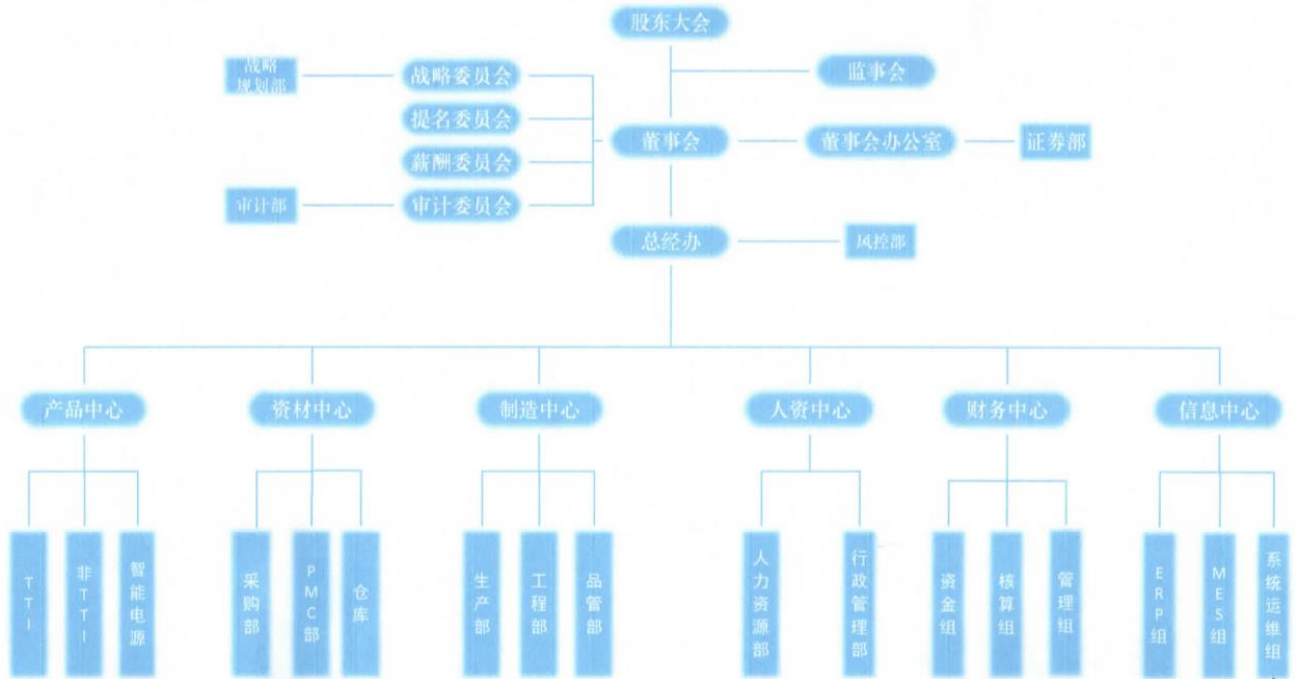 股东大会
战略
规划部
战略委员会
监事会
提名委员会
董事会
董事会办公室
证券部
薪酬委员会
审计部
审计委员会
总经办
风控部
产品中心
资材中心
制造中心
人资中心
财务中心
信息中心
TTI
非TTI
智能电源
采购部
PMC部
仓库
生产部
工程部
品管部
人力资源部
行政管理部
资金组
核算组
管理组
ERP组
MES组
系统运维组